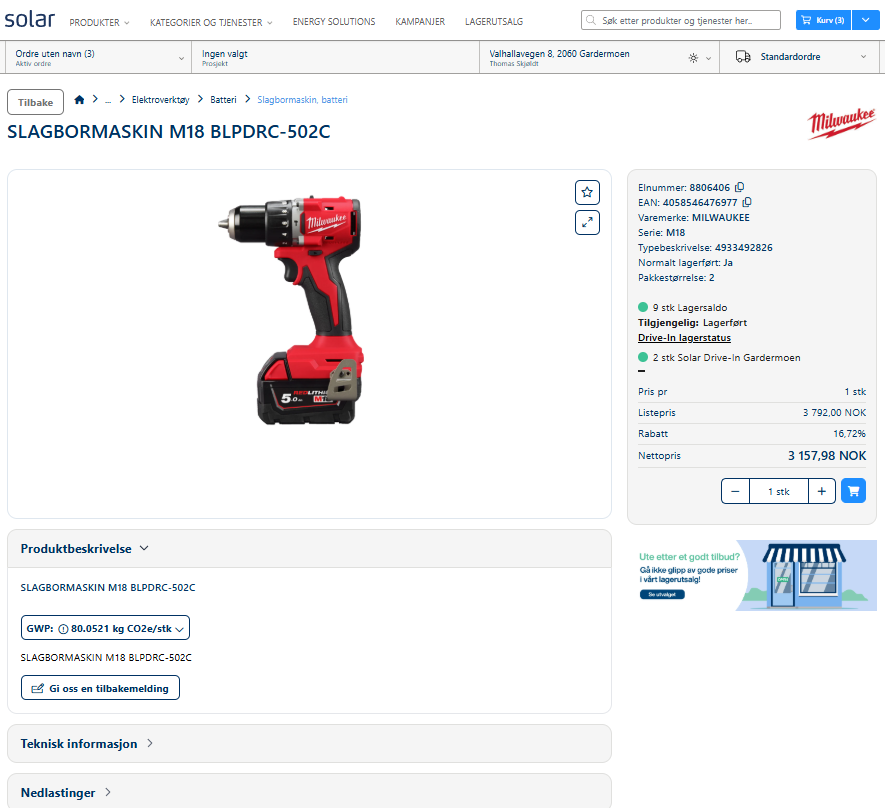 solar
PRODUKTER
KATEGORIER OG TJENESTER
ENERGY SOLUTIONS
KAMPANJER
LAGERUTSALG
Søk etter produkter og tjenester her..
Kurv (3)
Ordre uten navn (3)
Aktiv ordre
Ingen valgt
Prosjekt
Valhallavegen 8, 2060 Gardermoen
Thomas Skjøldt
Standardordre
Tilbake
... Elektroverktøy Batteri Slagbormaskin, batteri
SLAGBORMASKIN M18 BLPDRC-502C
Milwaukee
Milwaukee
REDLITHIUM
5.0
M18
Elnummer: 8806406
EAN: 4058546476977
Varemerke: MILWAUKEE
Serie: M18
Typebeskrivelse: 4933492826
Normalt lagerført: Ja
Pakkestørrelse: 2
9 stk Lagersaldo
Tilgjengelig: Lagerført
Drive-In lagerstatus
2 stk Solar Drive-In Gardermoen
Pris pr 1 stk
Listepris 3 792,00 NOK
Rabatt 16,72%
Nettopris 3 157,98 NOK
− 1 stk +
Produktbeskrivelse
SLAGBORMASKIN M18 BLPDRC-502C
GWP: 80.0521 kg CO2e/stk
SLAGBORMASKIN M18 BLPDRC-502C
Gi oss en tilbakemelding
Ute etter et godt tilbud?
Gå ikke glipp av gode priser
i vårt lagerutsalg!
Se utvalget
Teknisk informasjon
Nedlastinger